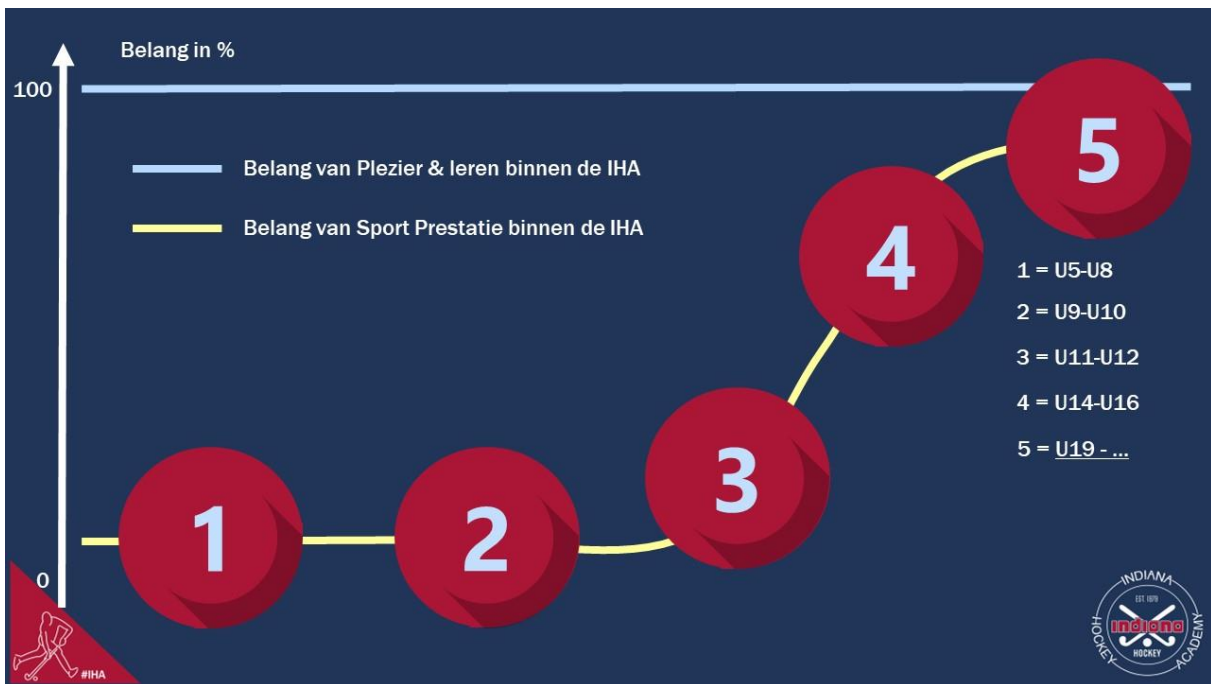 Belang in %
100
Belang van Plezier & leren binnen de IHA
Belang van Sport Prestatie binnen de IHA
5
4
3
1
2
1 = U5-U8
2 = U9-U10
3 = U11-U12
4 = U14-U16
5 = U19 - ...
0
#IHA
INDIANA
EST. 1979
indiana
HOCKEY
HOCKEY
ACADEMY